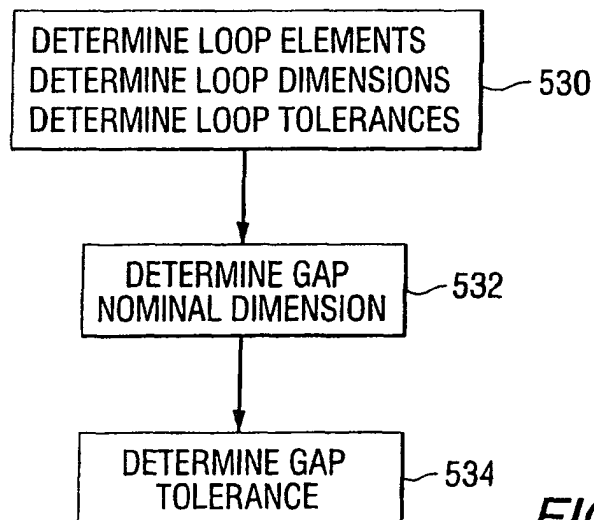 DETERMINE LOOP ELEMENTS
DETERMINE LOOP DIMENSIONS
DETERMINE LOOP TOLERANCES
530
DETERMINE GAP
NOMINAL DIMENSION
532
DETERMINE GAP
TOLERANCE
534